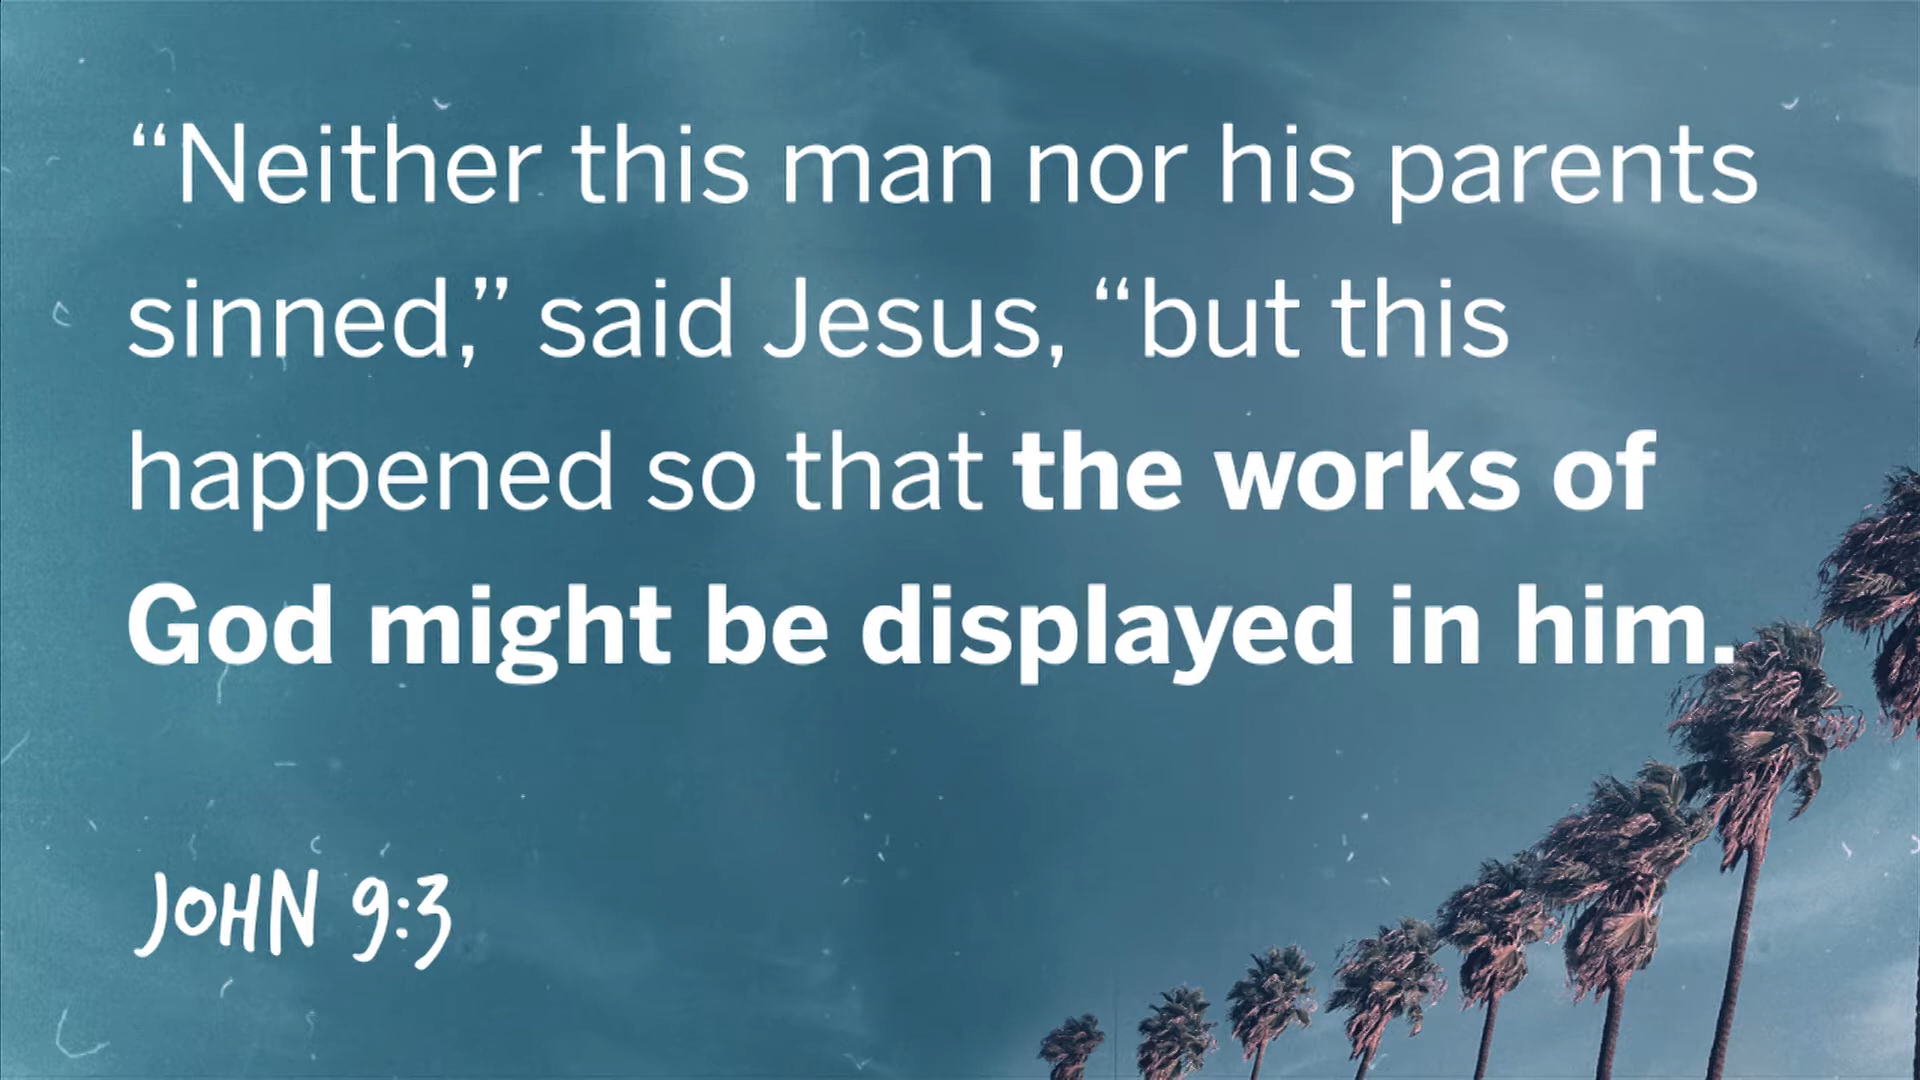 “Neither this man nor his parents
sinned,” said Jesus, “but this
happened so that the works of
God might be displayed in him.
JOHN 9:3